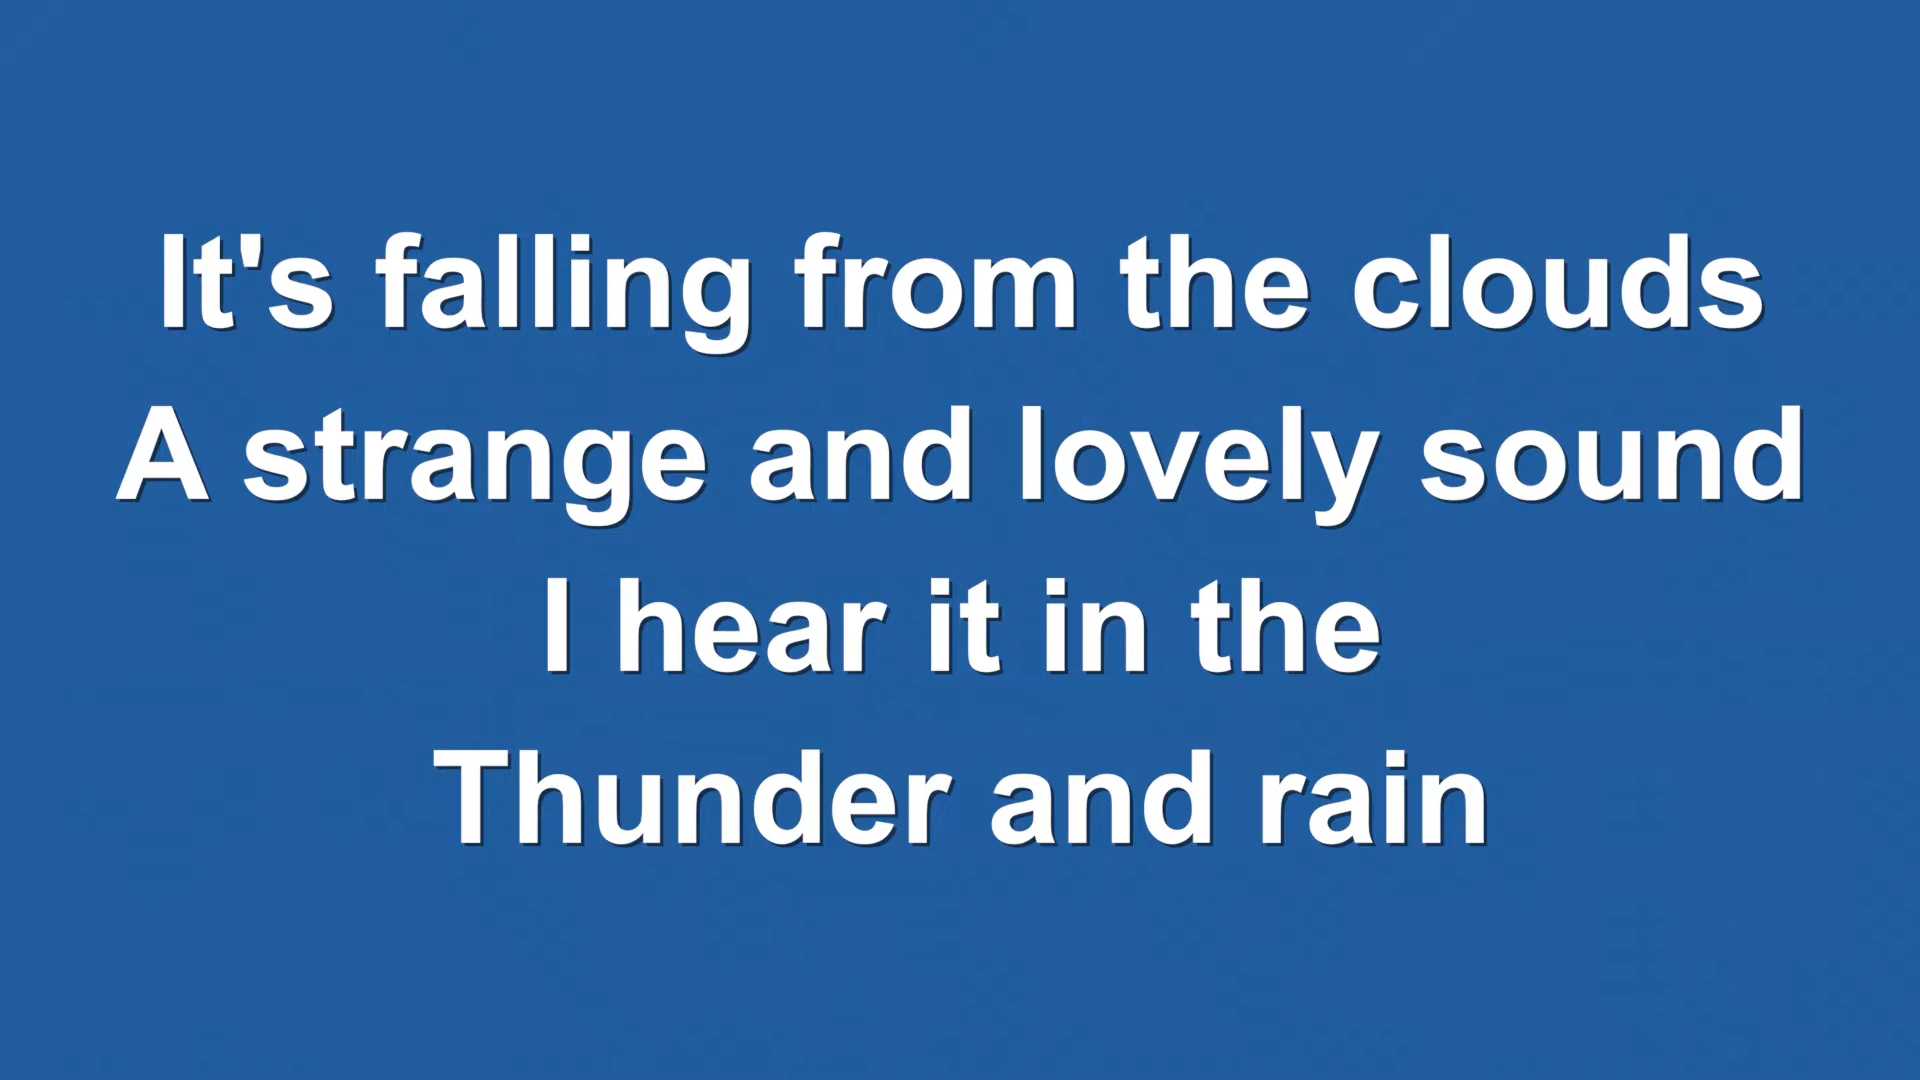 It's falling from the clouds
A strange and lovely sound
I hear it in the
Thunder and rain